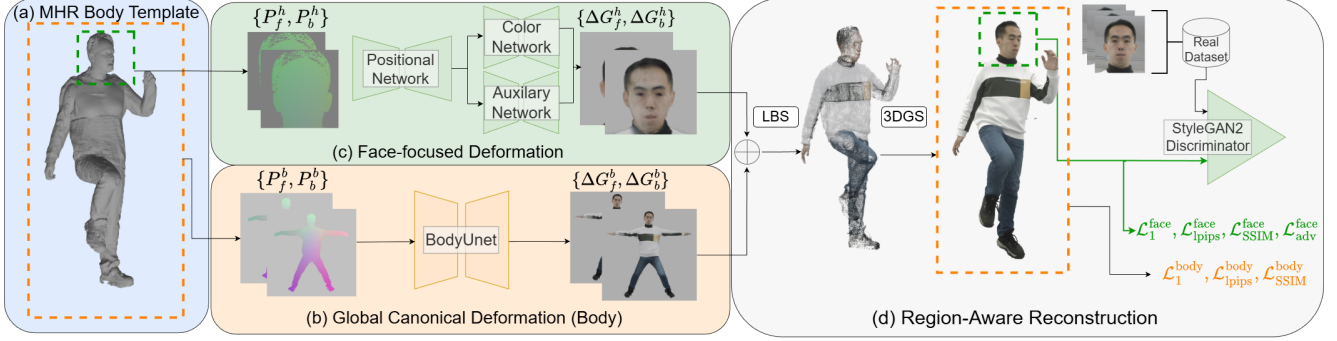 (a) MHR Body Template
{P_f^h, P_b^h}
Positional
Network
Color
Network
Auxilary
Network
{ΔG_f^h, ΔG_b^h}
(c) Face-focused Deformation
{P_f^b, P_b^b}
BodyUnet
{ΔG_f^b, ΔG_b^b}
(b) Global Canonical Deformation (Body)
LBS
3DGS
Real
Dataset
StyleGAN2
Discriminator
ℒ_1^face, ℒ_lpips^face, ℒ_SSIM^face, ℒ_adv^face
ℒ_1^body, ℒ_lpips^body, ℒ_SSIM^body
(d) Region-Aware Reconstruction